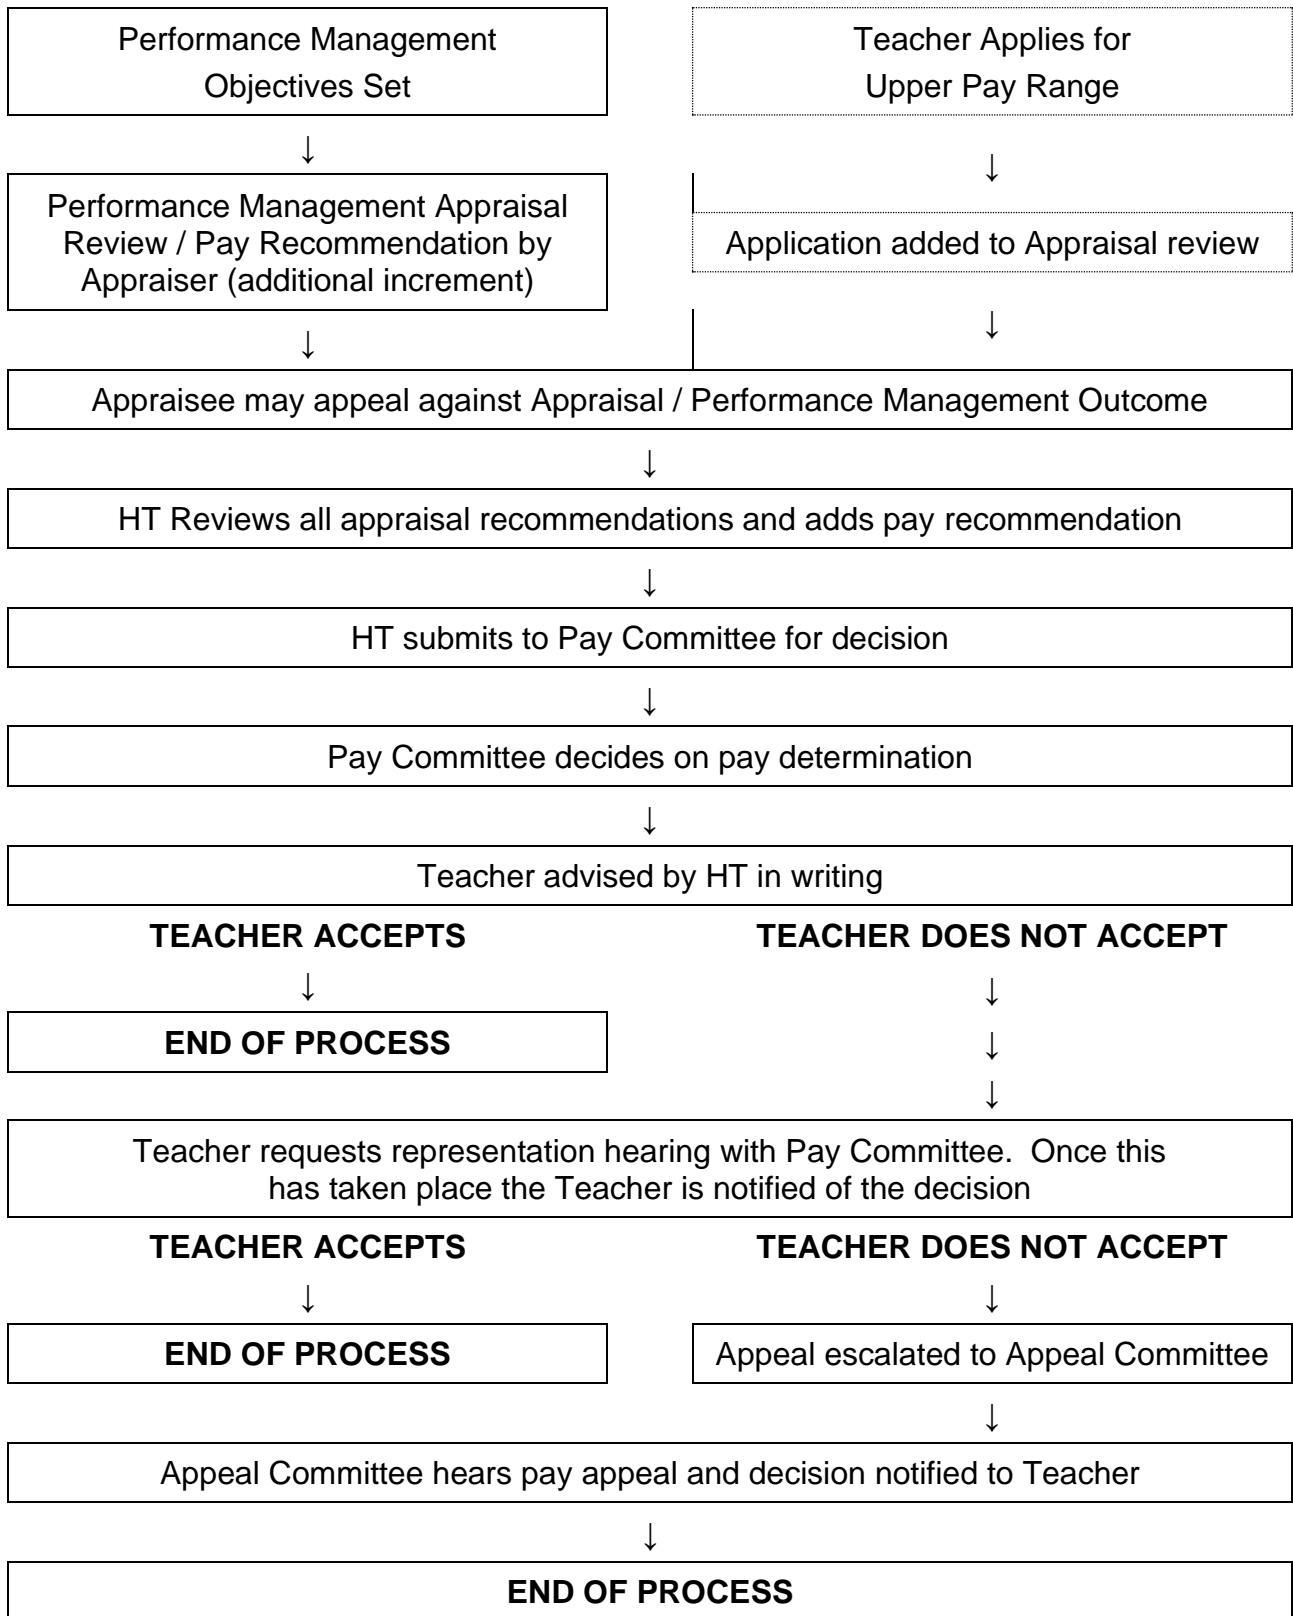 Performance Management
Objectives Set
Teacher Applies for
Upper Pay Range
↓
↓
Performance Management Appraisal
Review / Pay Recommendation by
Appraiser (additional increment)
Application added to Appraisal review
↓
↓
Appraisee may appeal against Appraisal / Performance Management Outcome
↓
HT Reviews all appraisal recommendations and adds pay recommendation
↓
HT submits to Pay Committee for decision
↓
Pay Committee decides on pay determination
↓
Teacher advised by HT in writing
TEACHER ACCEPTS
TEACHER DOES NOT ACCEPT
↓
↓
END OF PROCESS
↓
↓
Teacher requests representation hearing with Pay Committee.  Once this
has taken place the Teacher is notified of the decision
TEACHER ACCEPTS
TEACHER DOES NOT ACCEPT
↓
↓
END OF PROCESS
Appeal escalated to Appeal Committee
↓
Appeal Committee hears pay appeal and decision notified to Teacher
↓
END OF PROCESS